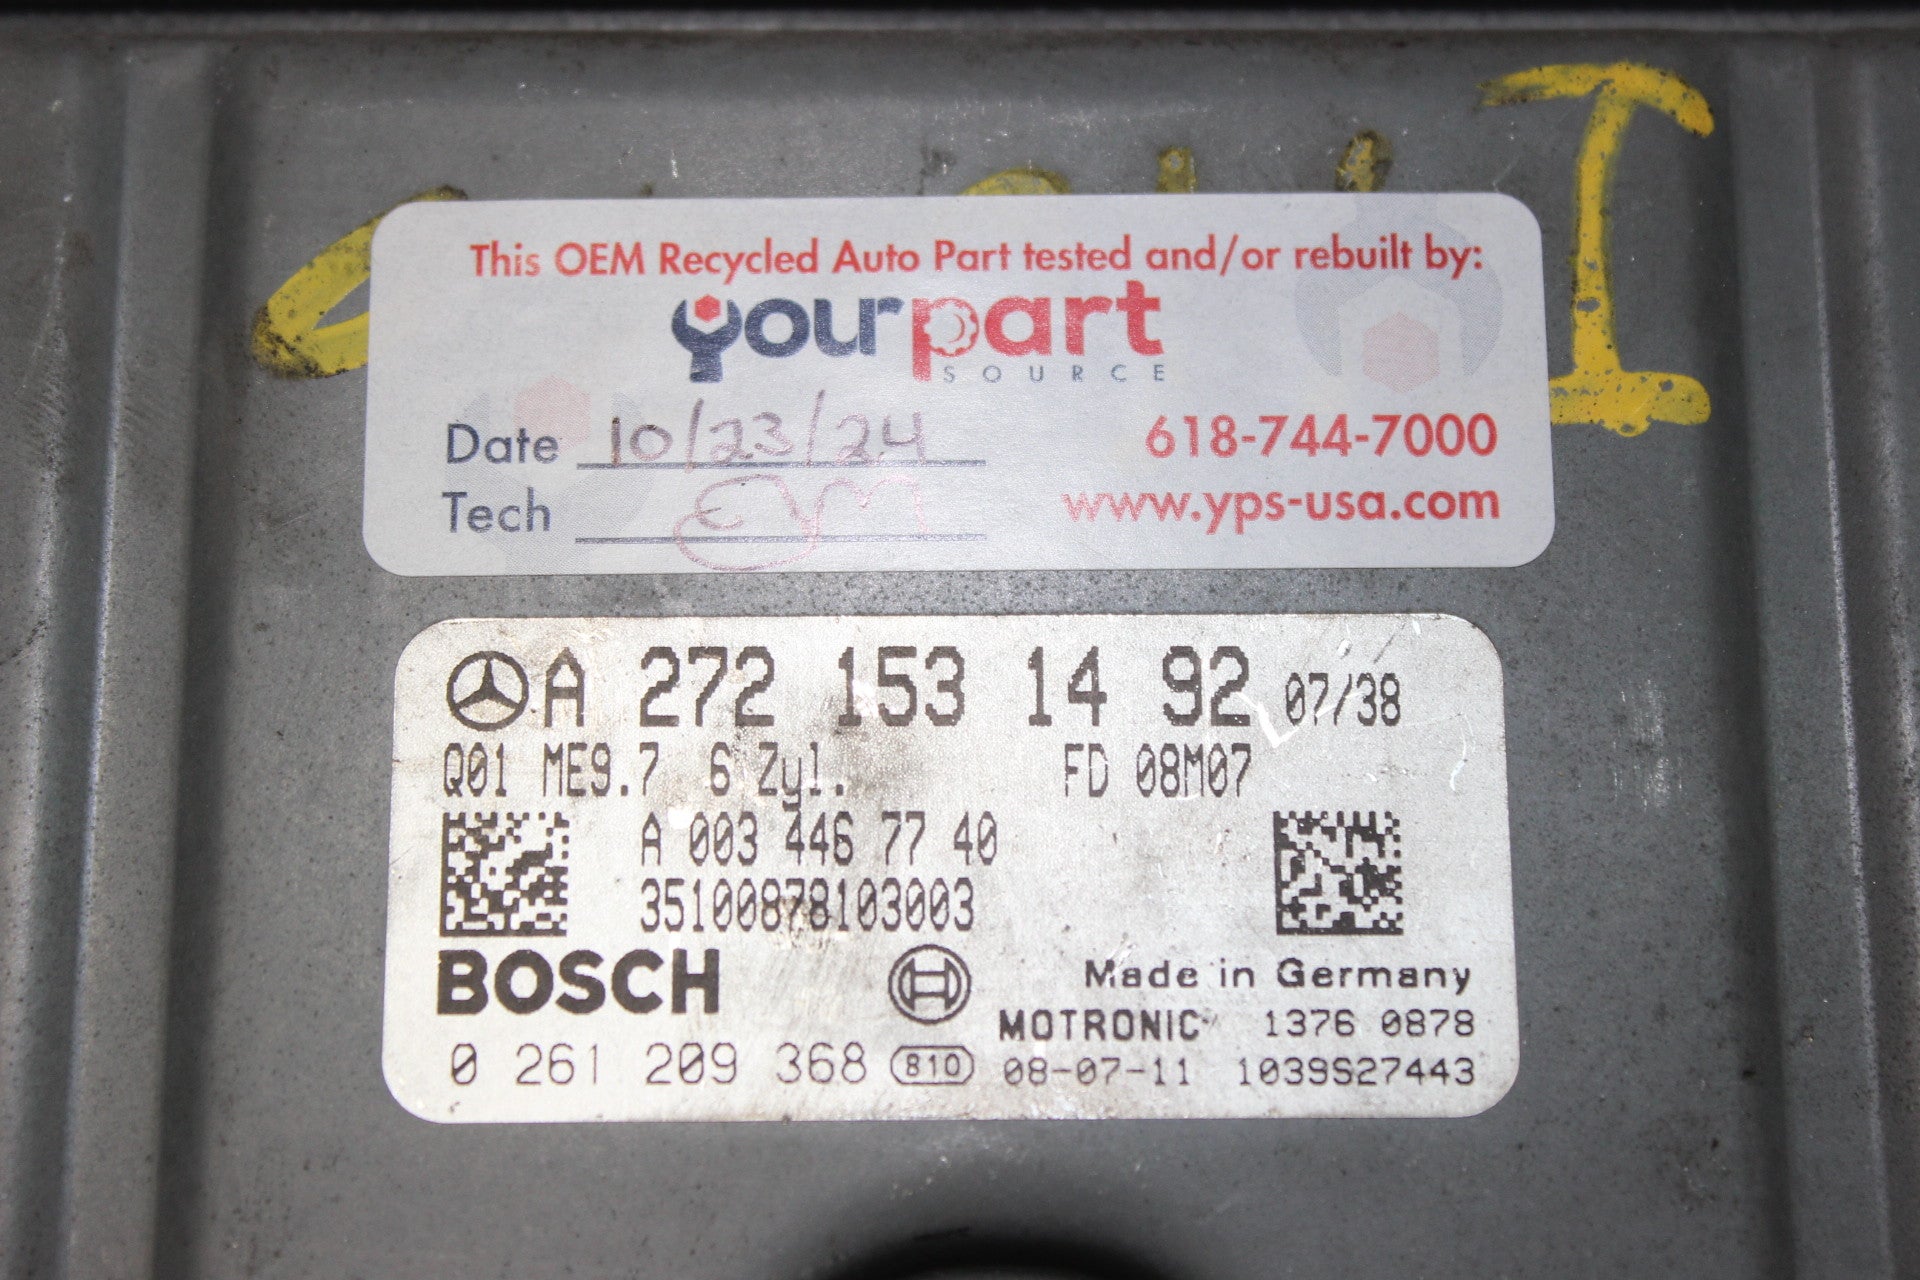 This OEM Recycled Auto Part tested and/or rebuilt by:
yourpart
SOURCE
Date 10/23/24
618-744-7000
Tech
www.yps-usa.com
A 272 153 14 92 07/38
Q01 ME9.7 6 Zyl. FD 08M07
A 003 446 77 40
35100878103003
BOSCH
Made in Germany
MOTRONIC 1376 0878
0 261 209 368 810 08-07-11 1039S27443